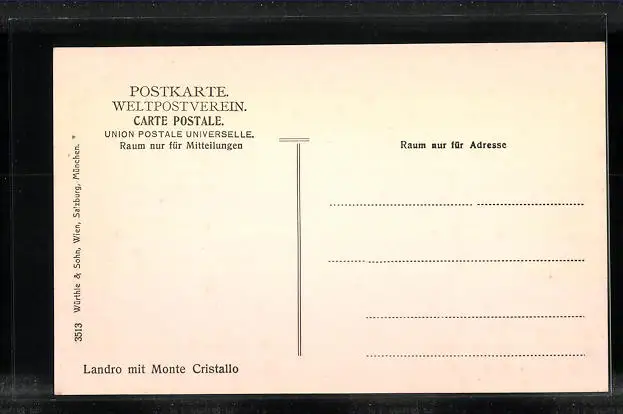 POSTKARTE.
WELTPOSTVEREIN.
CARTE POSTALE.
UNION POSTALE UNIVERSELLE.
Raum nur für Mitteilungen
Raum nur für Adresse
3513 Würthle & Sohn, Wien, Salzburg, München. *
Landro mit Monte Cristallo